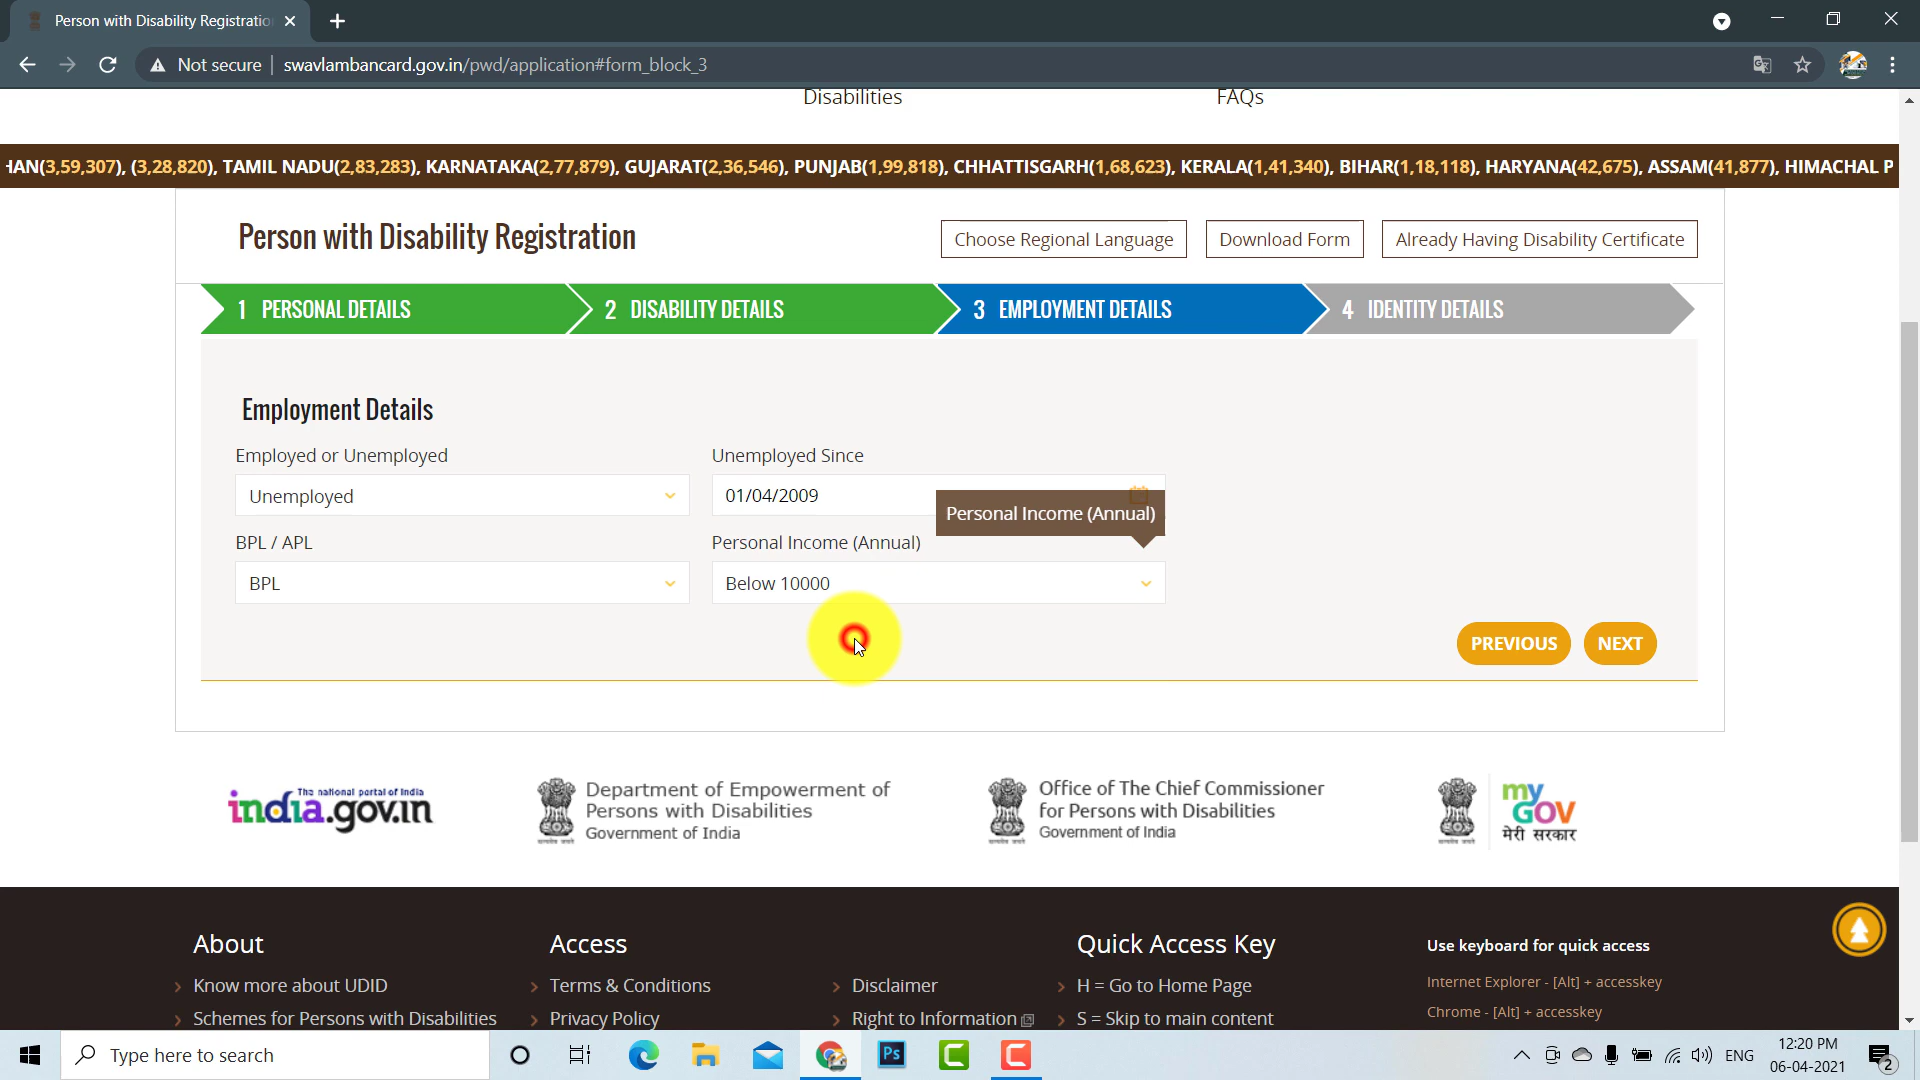 Person with Disability Registratio
Not secure | swavlambancard.gov.in/pwd/application#form_block_3
Disabilities
FAQs
HAN(3,59,307), (3,28,820), TAMIL NADU(2,83,283), KARNATAKA(2,77,879), GUJARAT(2,36,546), PUNJAB(1,99,818), CHHATTISGARH(1,68,623), KERALA(1,41,340), BIHAR(1,18,118), HARYANA(42,675), ASSAM(41,877), HIMACHAL P
Person with Disability Registration
Choose Regional Language
Download Form
Already Having Disability Certificate
1 PERSONAL DETAILS
2 DISABILITY DETAILS
3 EMPLOYMENT DETAILS
4 IDENTITY DETAILS
Employment Details
Employed or Unemployed
Unemployed Since
Unemployed
01/04/2009
Personal Income (Annual)
BPL / APL
Personal Income (Annual)
BPL
Below 10000
PREVIOUS
NEXT
The national portal of India
india.gov.in
Department of Empowerment of
Persons with Disabilities
Government of India
Office of The Chief Commissioner
for Persons with Disabilities
Government of India
my
GOV
मेरी सरकार
About
Access
Quick Access Key
Use keyboard for quick access
Know more about UDID
Terms & Conditions
Disclaimer
H = Go to Home Page
Internet Explorer - [Alt] + accesskey
Schemes for Persons with Disabilities
Privacy Policy
Right to Information
S = Skip to main content
Chrome - [Alt] + accesskey
Type here to search
Ps
ENG
12:20 PM
06-04-2021
2